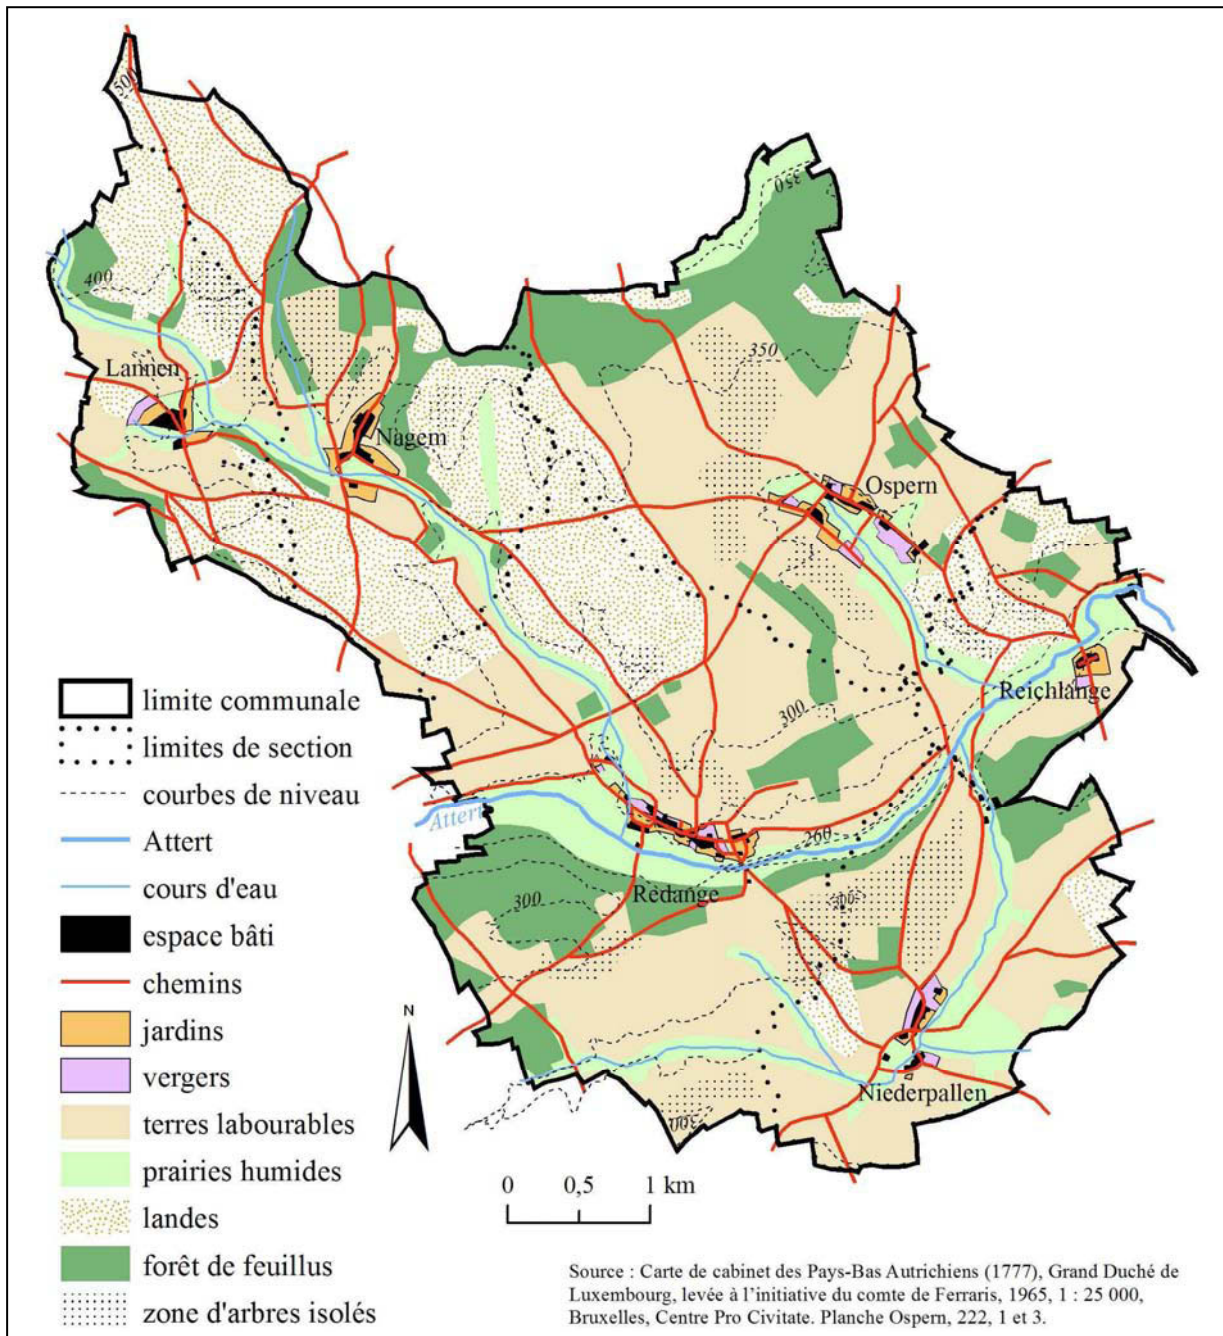 500
350
400
Lannen
350
Nagem
Ospern
limite communale
Reichlange
limites de section
300
courbes de niveau
Attert
Attert
260
cours d'eau
Redange
300
300
espace bâti
chemins
N
jardins
vergers
Niederpallen
terres labourables
300
prairies humides
0 0,5 1 km
landes
forêt de feuillus
zone d'arbres isolés
Source : Carte de cabinet des Pays-Bas Autrichiens (1777), Grand Duché de
Luxembourg, levée à l'initiative du comte de Ferraris, 1965, 1 : 25 000,
Bruxelles, Centre Pro Civitate. Planche Ospern, 222, 1 et 3.